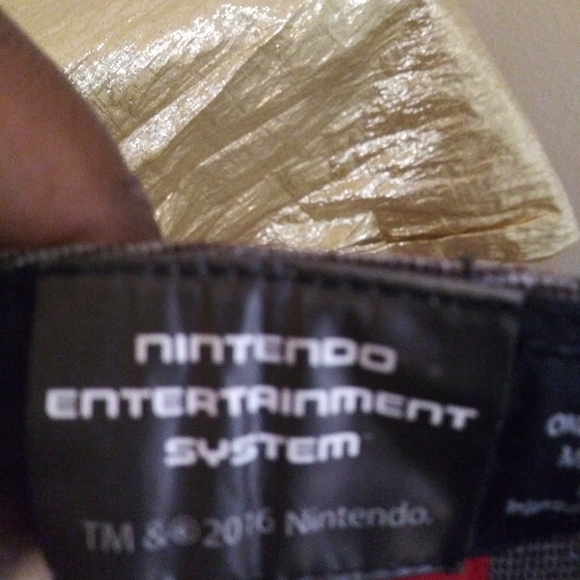 NINTENDO
ENTERTAINMENT
SYSTEM
TM & ® 2016 Nintendo.